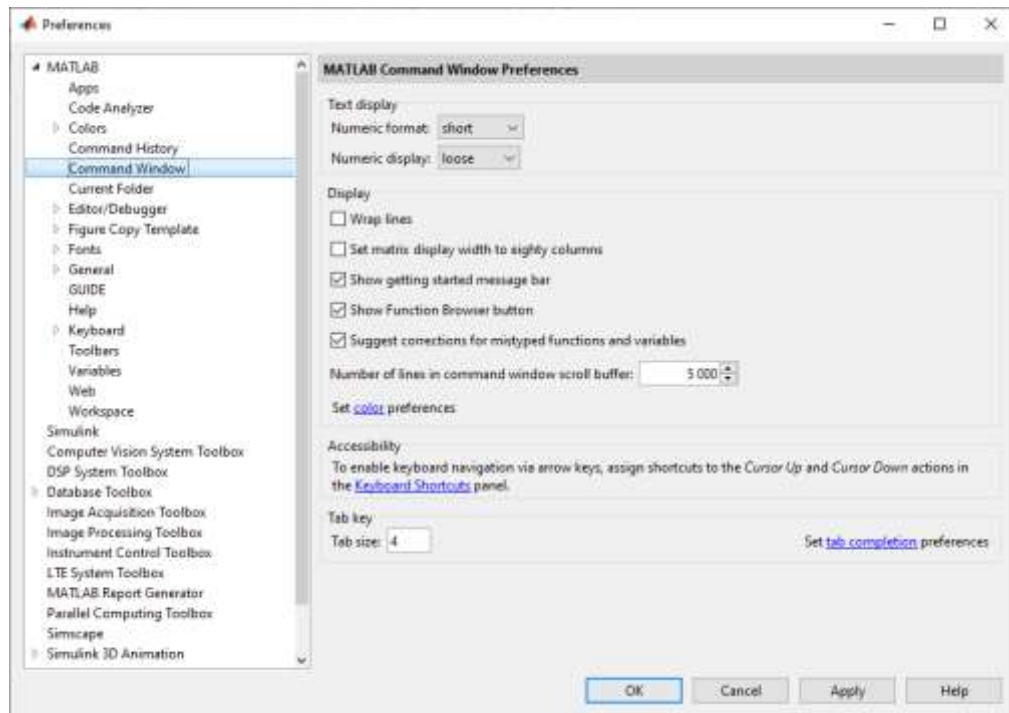 Preferences
MATLAB
Apps
Code Analyzer
Colors
Command History
Command Window
Current Folder
Editor/Debugger
Figure Copy Template
Fonts
General
GUIDE
Help
Keyboard
Toolbars
Variables
Web
Workspace
Simulink
Computer Vision System Toolbox
DSP System Toolbox
Database Toolbox
Image Acquisition Toolbox
Image Processing Toolbox
Instrument Control Toolbox
LTE System Toolbox
MATLAB Report Generator
Parallel Computing Toolbox
Simscape
Simulink 3D Animation
MATLAB Command Window Preferences
Text display
Numeric format: short
Numeric display: loose
Display
Wrap lines
Set matrix display width to eighty columns
Show getting started message bar
Show Function Browser button
Suggest corrections for mistyped functions and variables
Number of lines in command window scroll buffer: 5 000
Set color preferences
Accessibility
To enable keyboard navigation via arrow keys, assign shortcuts to the Cursor Up and Cursor Down actions in
the Keyboard Shortcuts panel.
Tab key
Tab size: 4
Set tab completion preferences
OK
Cancel
Apply
Help